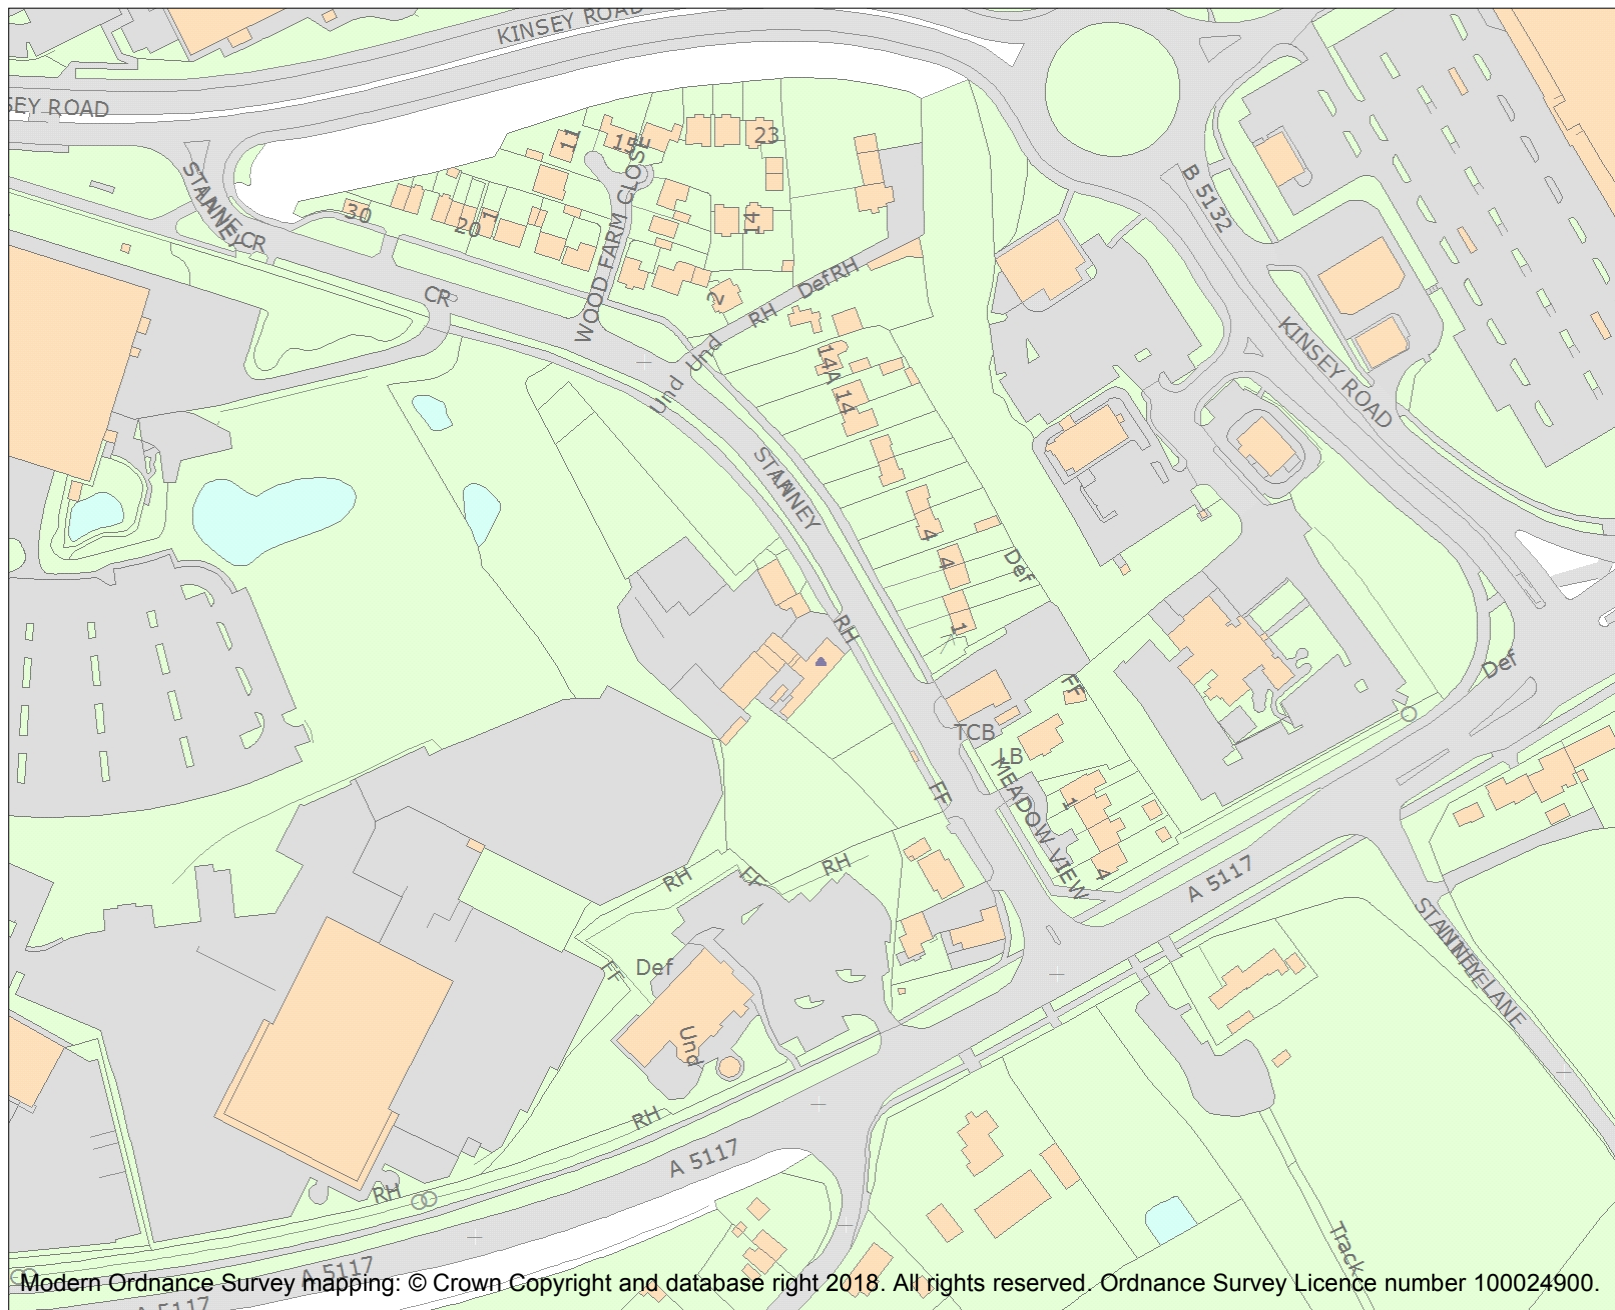 KINSEY ROAD
SEY ROAD
B 5132
KINSEY ROAD
STANNEY
CR
CR
WOOD FARM CLOSE
11
15
23
30
20
1
14
2
DefRH
RH
Und
Und
14A
14
STANNEY
4
4
Def
1
RH
FF
TCB
LB
MEADOW VIEW
1
4
FF
Def
A 5117
STANNEY LANE
RH
FF
RH
FF
Def
Und
RH
A 5117
RH
Track
A 5117
A 5117
Modern Ordnance Survey mapping: © Crown Copyright and database right 2018. All rights reserved. Ordnance Survey Licence number 100024900.